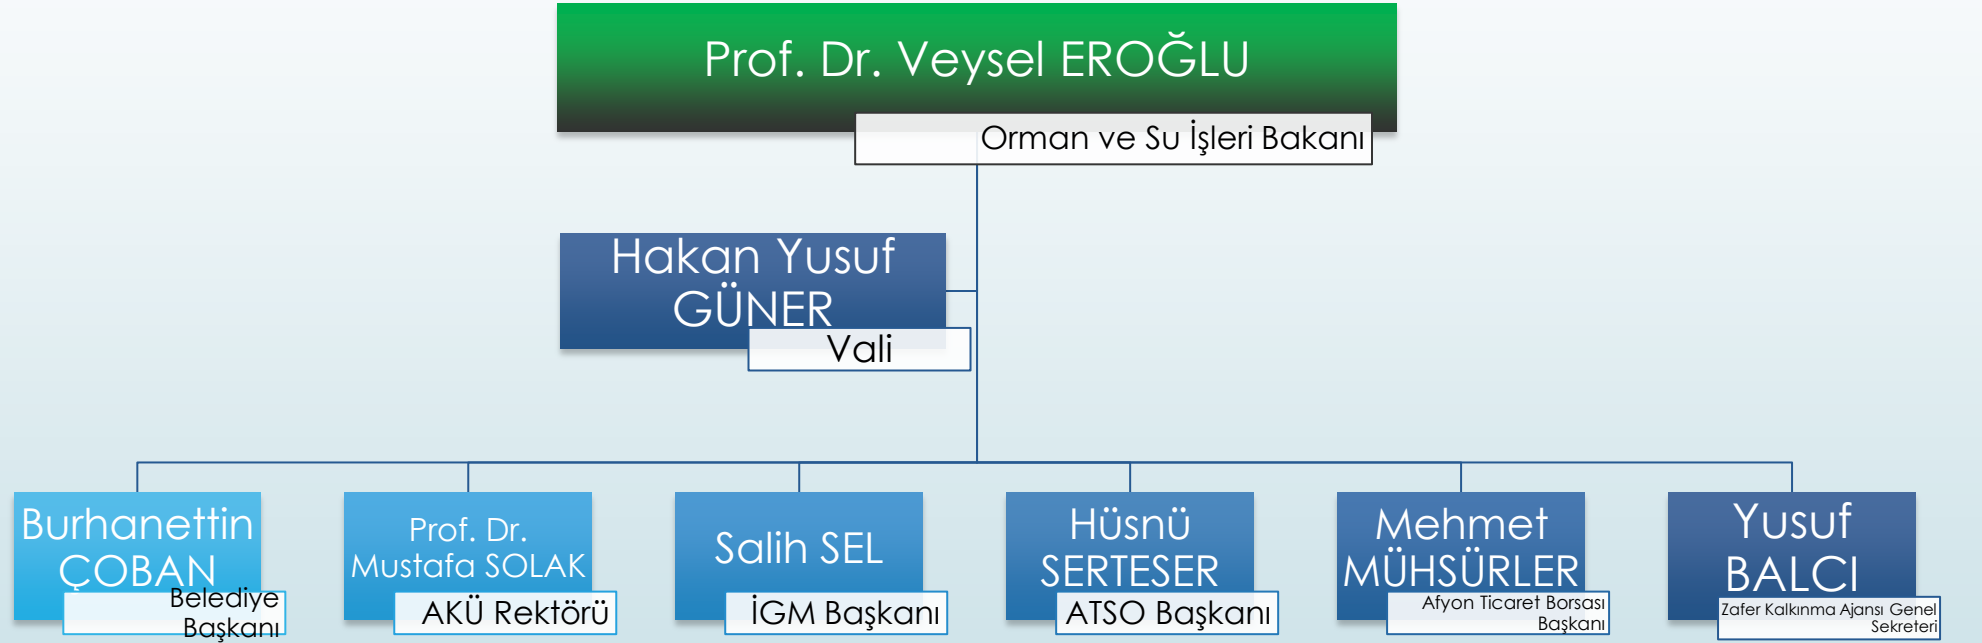 Prof. Dr. Veysel EROĞLU
Orman ve Su İşleri Bakanı
Hakan Yusuf
GÜNER
Vali
Burhanettin
ÇOBAN
Belediye
Başkanı
Prof. Dr.
Mustafa SOLAK
AKÜ Rektörü
Salih SEL
İGM Başkanı
Hüsnü
SERTESER
ATSO Başkanı
Mehmet
MÜHSÜRLER
Afyon Ticaret Borsası
Başkanı
Yusuf
BALCI
Zafer Kalkınma Ajansı Genel
Sekreteri